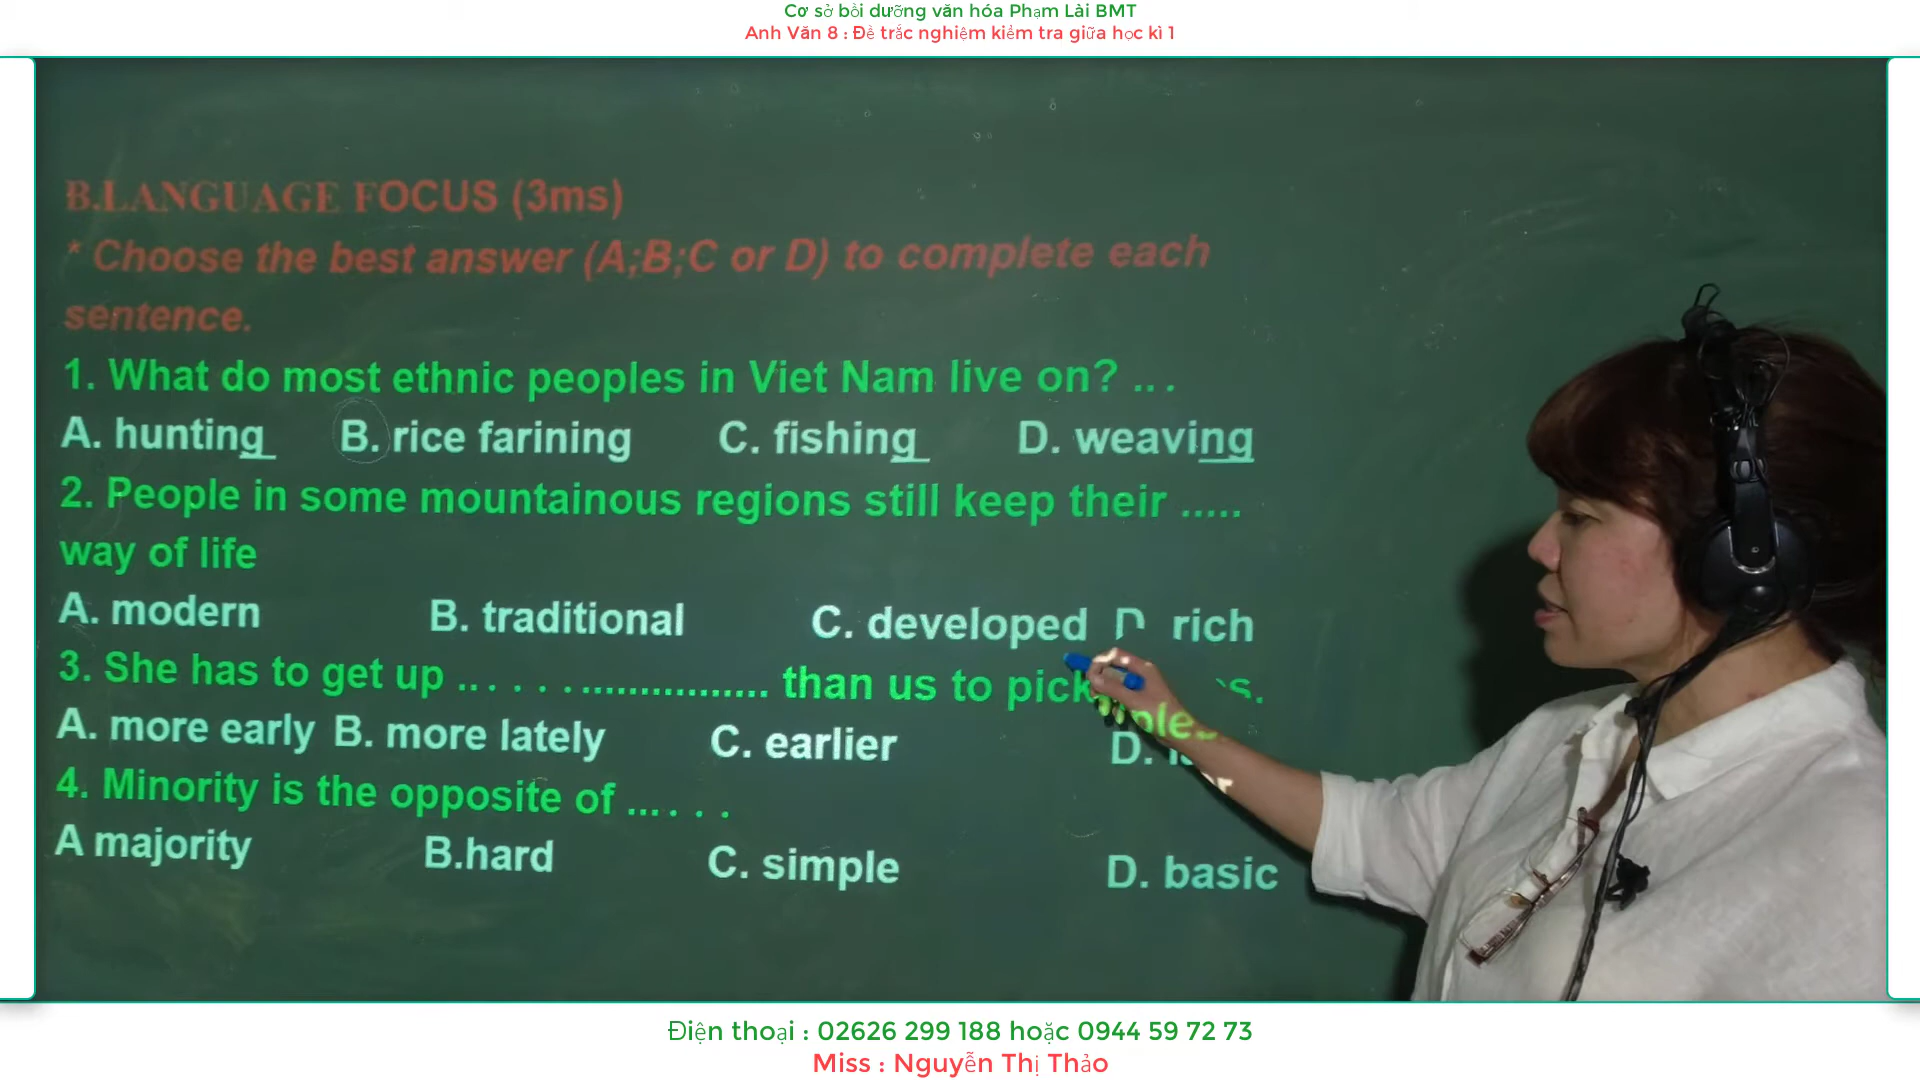 Cơ sở bồi dưỡng văn hóa Phạm Lài BMT
Anh Văn 8 : Đề trắc nghiệm kiểm tra giữa học kì 1
B.LANGUAGE FOCUS (3ms)
* Choose the best answer (A;B;C or D) to complete each
sentence.
1. What do most ethnic peoples in Viet Nam live on? .. .
A. hunting B. rice farining C. fishing D. weaving
2. People in some mountainous regions still keep their .....
way of life
A. modern B. traditional C. developed D. rich
3. She has to get up .. . . . . ................ than us to pick
A. more early B. more lately C. earlier D.
4. Minority is the opposite of ... . . .
A majority B.hard C. simple D. basic
Điện thoại : 02626 299 188 hoặc 0944 59 72 73
Miss : Nguyễn Thị Thảo